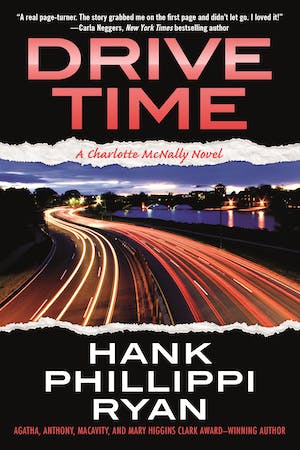 "A real page-turner. The story grabbed me on the first page and didn't let go. I loved it!"
—Carla Neggers, New York Times bestselling author
DRIVE
TIME
A Charlotte McNally Novel
HANK
PHILLIPPI
RYAN
AGATHA, ANTHONY, MACAVITY, AND MARY HIGGINS CLARK AWARD–WINNING AUTHOR